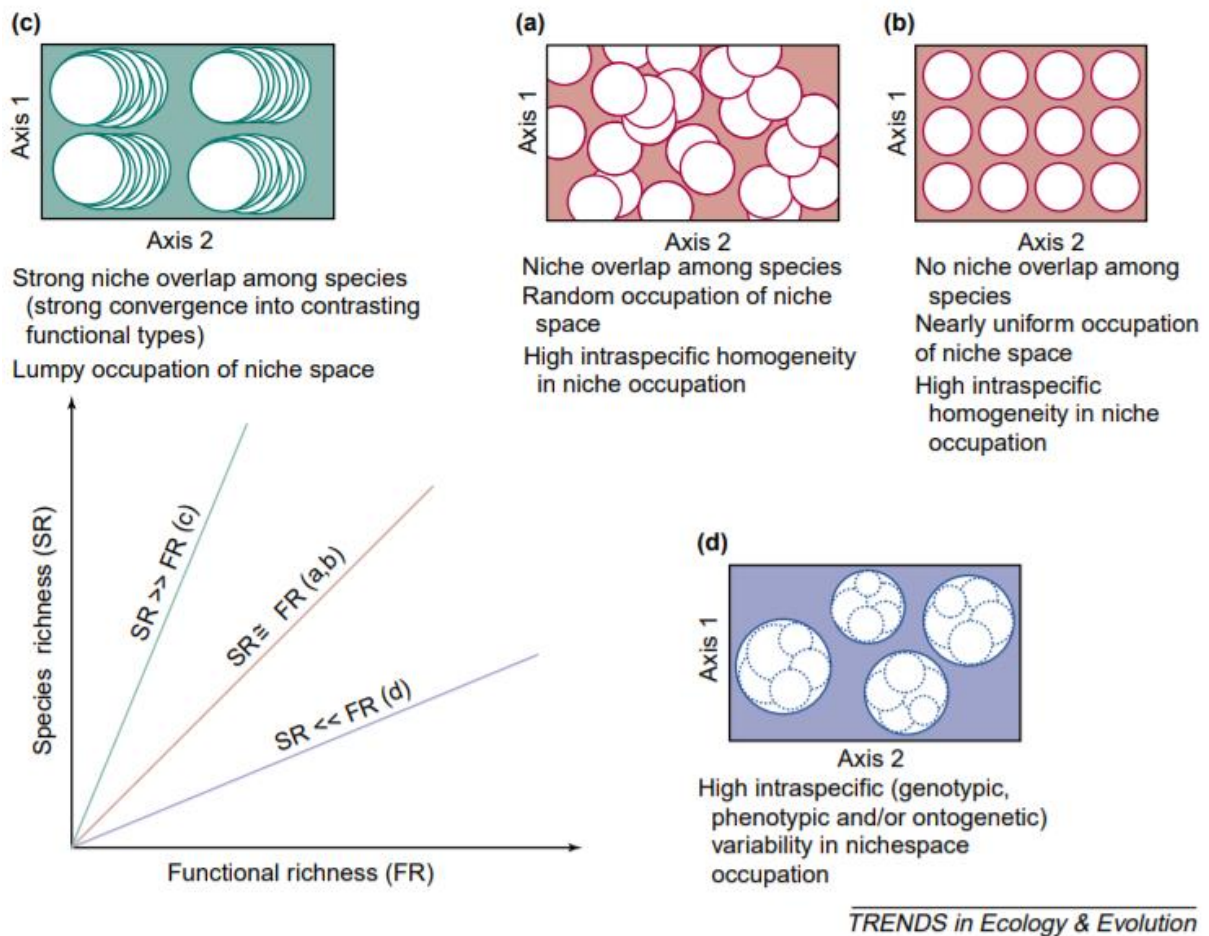 (c)
Axis 1
Axis 2
Strong niche overlap among species
(strong convergence into contrasting
functional types)
Lumpy occupation of niche space
(a)
Axis 1
Axis 2
Niche overlap among species
Random occupation of niche
space
High intraspecific homogeneity
in niche occupation
(b)
Axis 1
Axis 2
No niche overlap among
species
Nearly uniform occupation
of niche space
High intraspecific
homogeneity in niche
occupation
Species richness (SR)
SR >> FR (c)
SR ≅ FR (a,b)
SR << FR (d)
Functional richness (FR)
(d)
Axis 1
Axis 2
High intraspecific (genotypic,
phenotypic and/or ontogenetic)
variability in nichespace
occupation
TRENDS in Ecology & Evolution